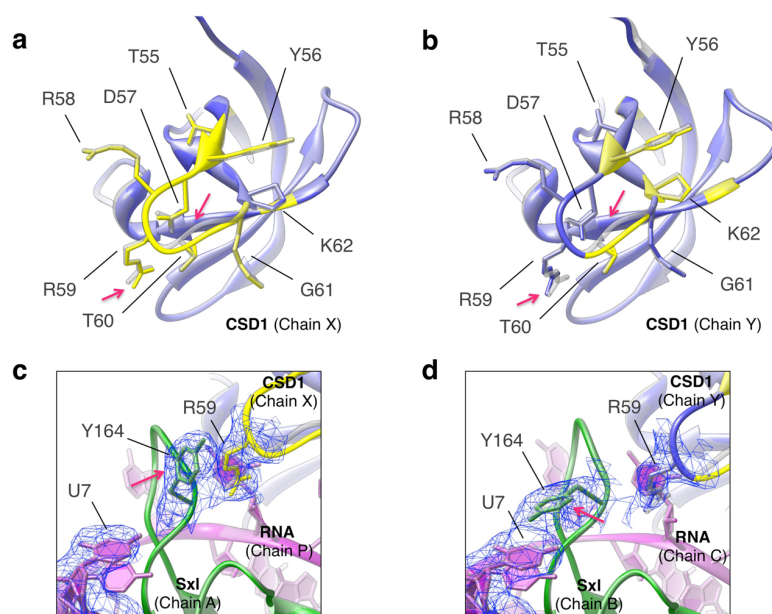 a
T55
Y56
R58
D57
K62
R59
G61
T60
CSD1 (Chain X)
b
T55
Y56
R58
D57
K62
R59
G61
T60
CSD1 (Chain Y)
c
CSD1
(Chain X)
R59
Y164
U7
RNA
(Chain P)
Sxl
(Chain A)
d
CSD1
(Chain Y)
R59
Y164
U7
RNA
(Chain C)
Sxl
(Chain B)